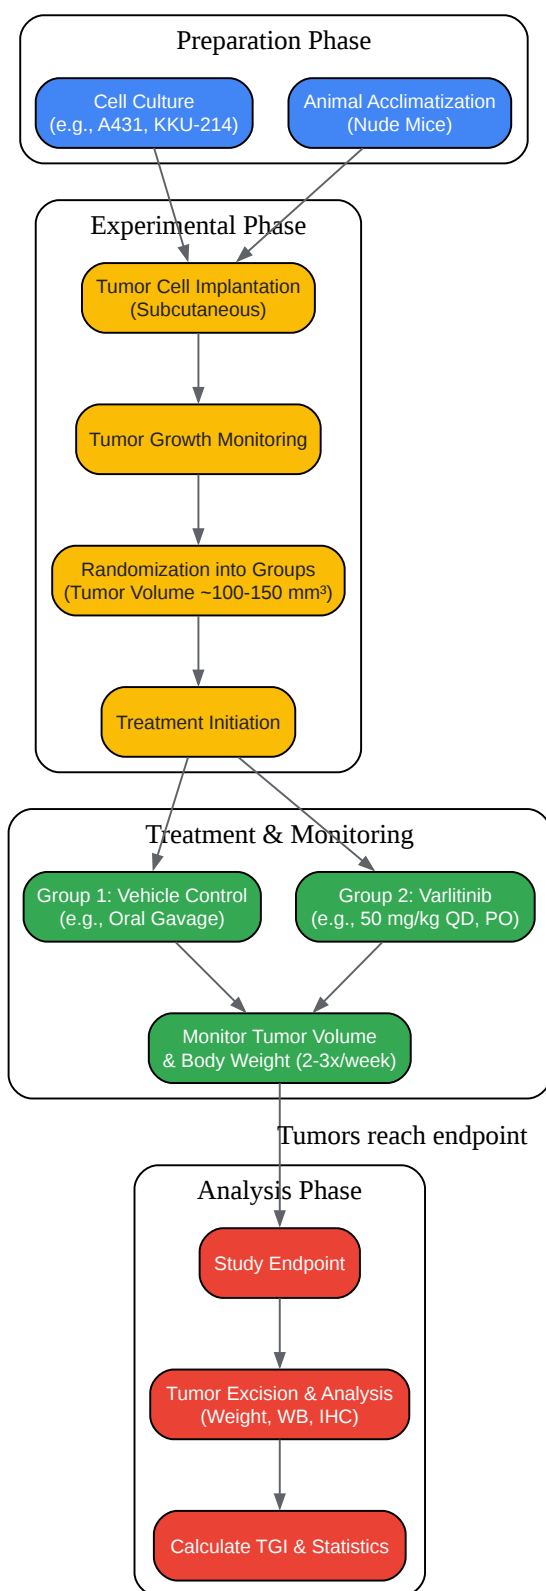 Preparation Phase
Cell Culture
(e.g., A431, KKU-214)
Animal Acclimatization
(Nude Mice)
Experimental Phase
Tumor Cell Implantation
(Subcutaneous)
Tumor Growth Monitoring
Randomization into Groups
(Tumor Volume ~100-150 mm³)
Treatment Initiation
Treatment & Monitoring
Group 1: Vehicle Control
(e.g., Oral Gavage)
Group 2: Varlitinib
(e.g., 50 mg/kg QD, PO)
Monitor Tumor Volume
& Body Weight (2-3x/week)
Tumors reach endpoint
Analysis Phase
Study Endpoint
Tumor Excision & Analysis
(Weight, WB, IHC)
Calculate TGI & Statistics